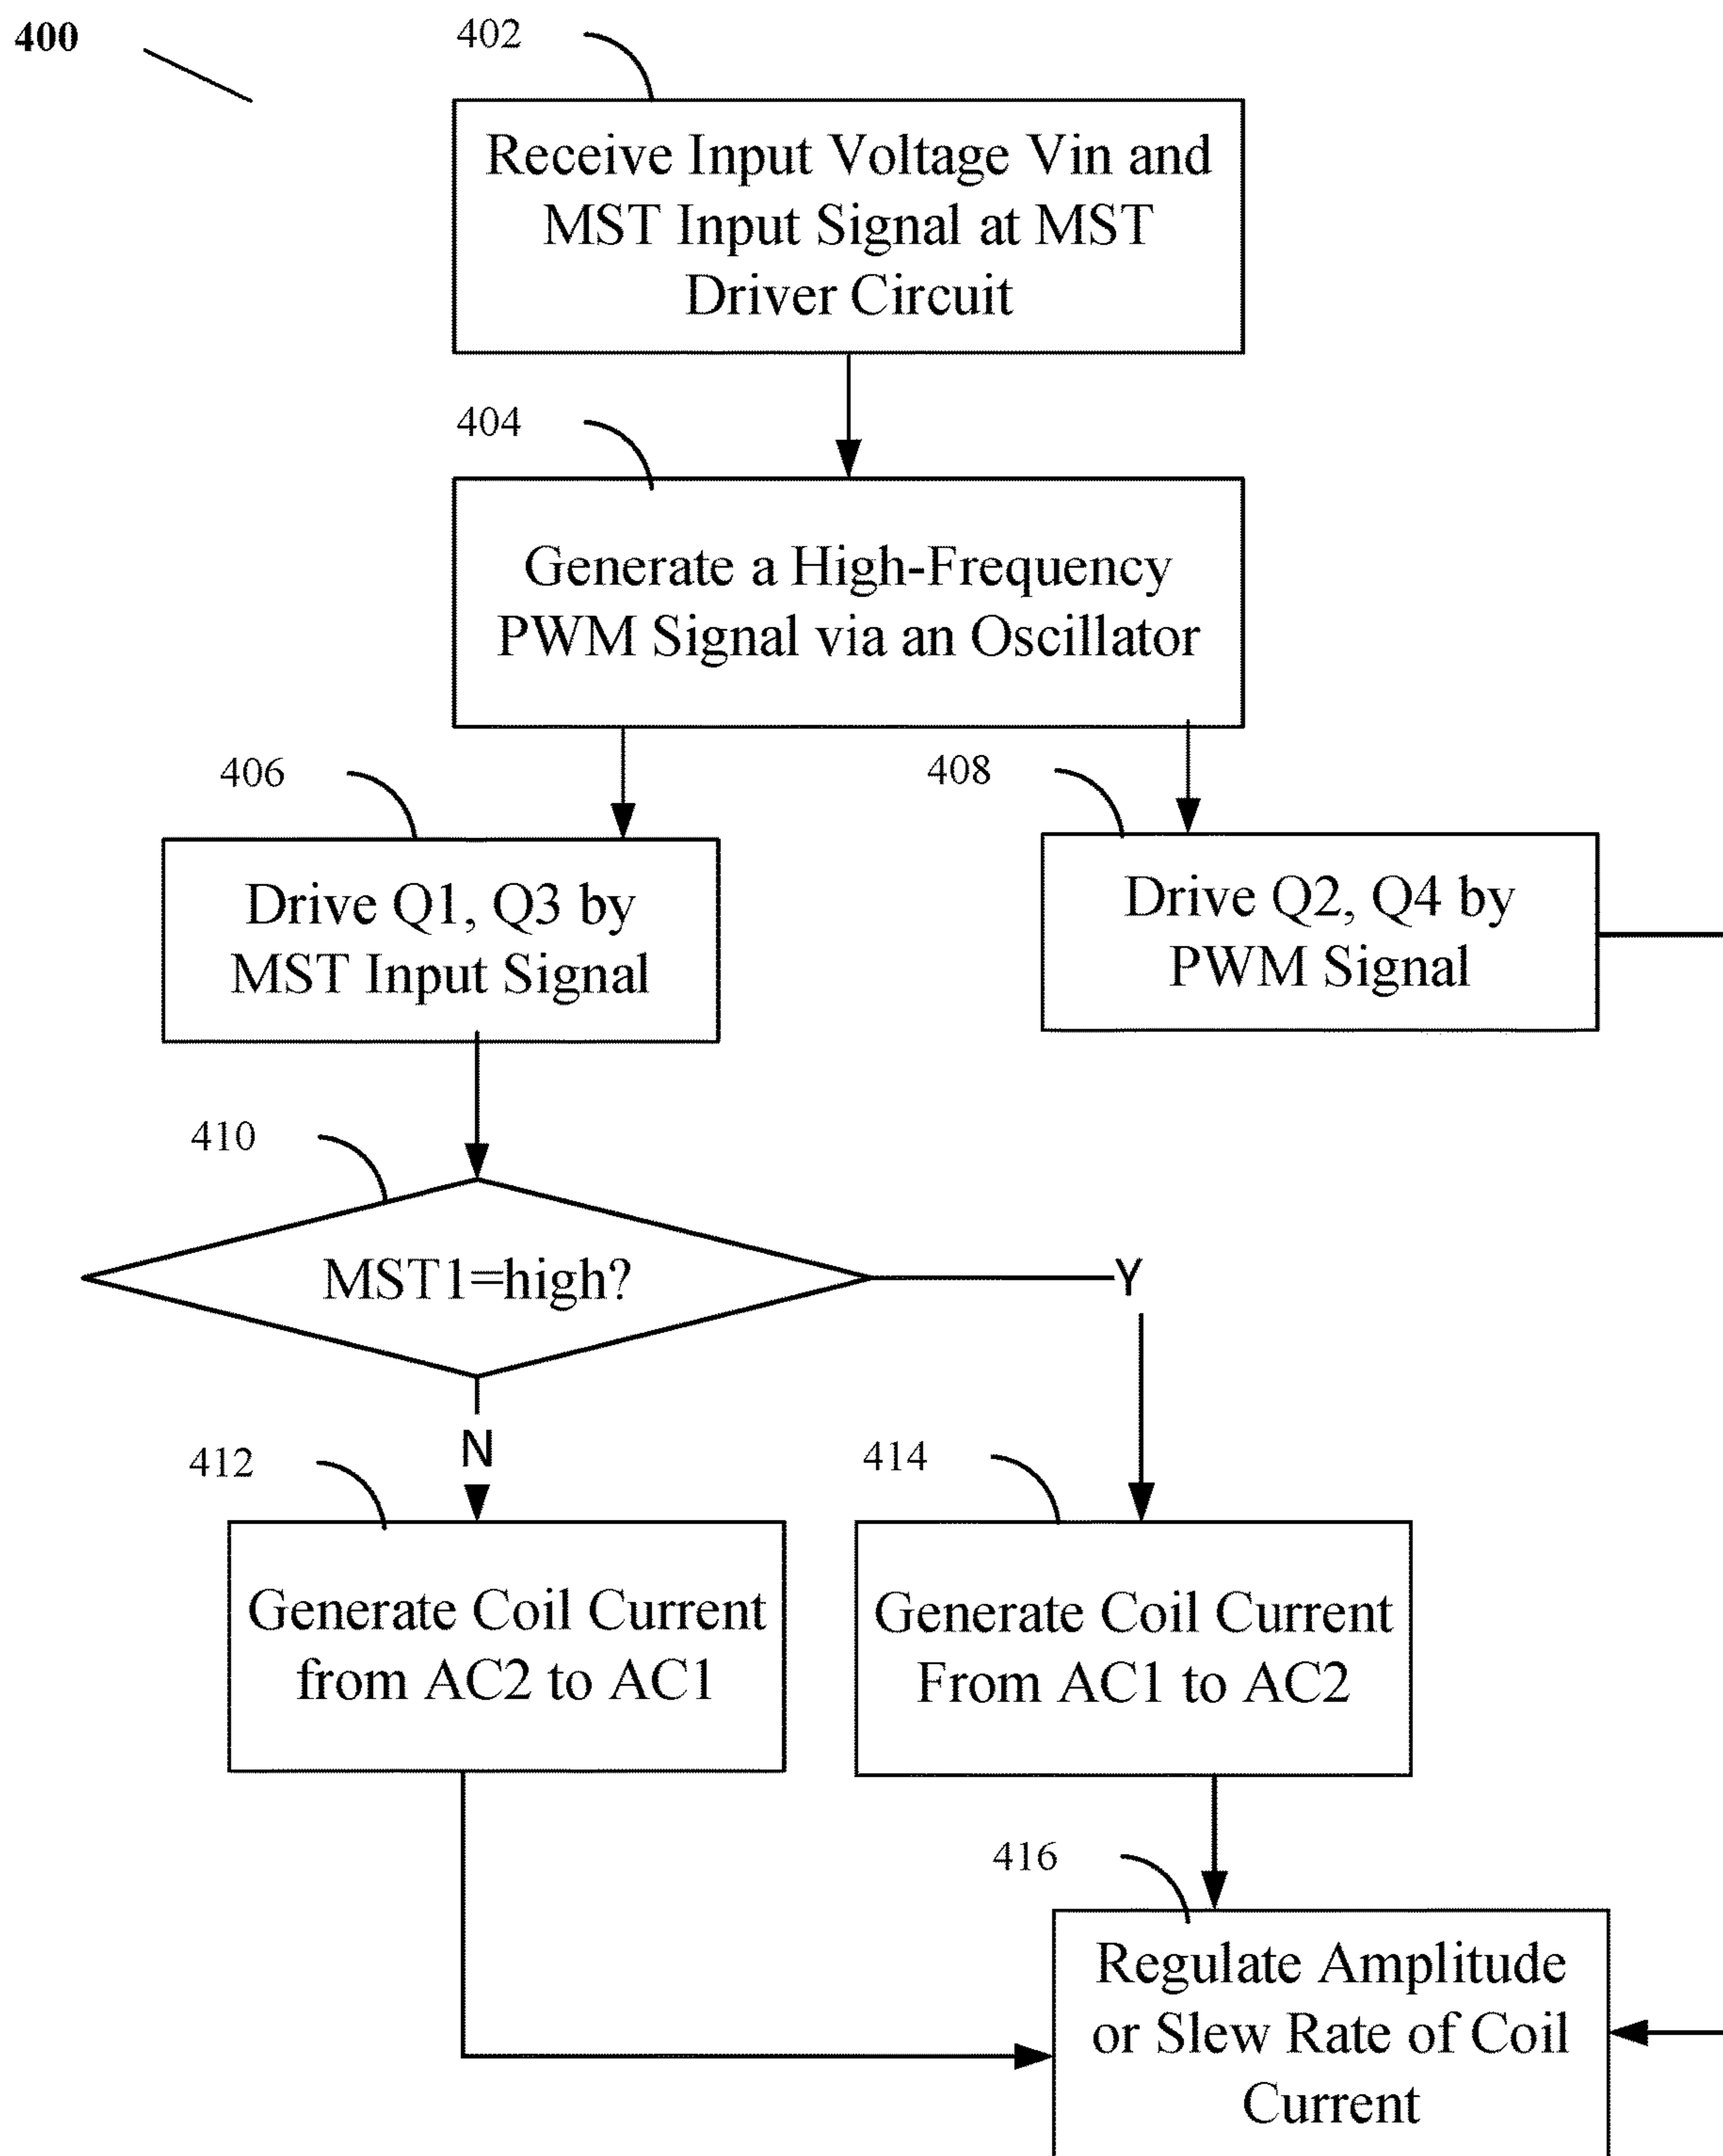 400
402
Receive Input Voltage Vin and
MST Input Signal at MST
Driver Circuit
404
Generate a High-Frequency
PWM Signal via an Oscillator
406
Drive Q1, Q3 by
MST Input Signal
408
Drive Q2, Q4 by
PWM Signal
410
MST1=high?
Y
N
412
Generate Coil Current
from AC2 to AC1
414
Generate Coil Current
From AC1 to AC2
416
Regulate Amplitude
or Slew Rate of Coil
Current